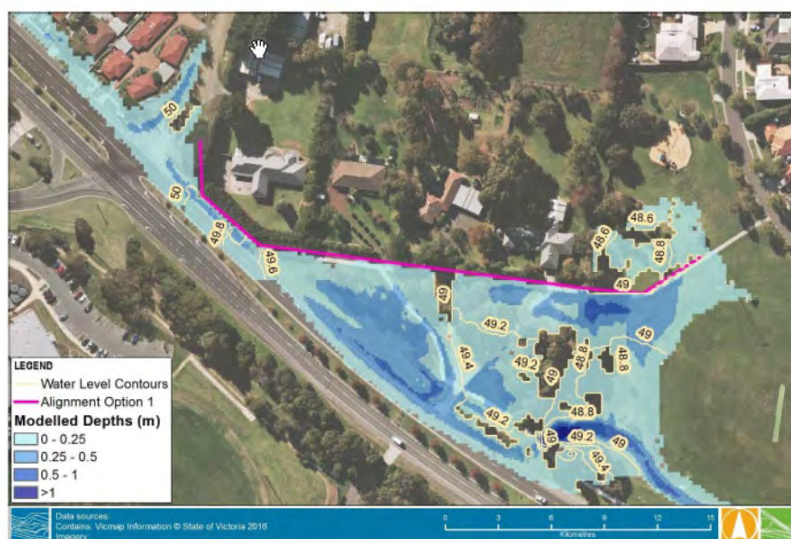 50
50
49.8
49.6
48.6
48.6
48.8
49
49
49.2
49.4
49.2
48.8
48.8
49
49
49.2
48.8
49
49.2
49
49.4
LEGEND
Water Level Contours
Alignment Option 1
Modelled Depths (m)
0 - 0.25
0.25 - 0.5
0.5 - 1
>1
Data sources:
Contains: Vicmap Information © State of Victoria 2016
Imagery:
0 3 6 9 12 15
Kilometres